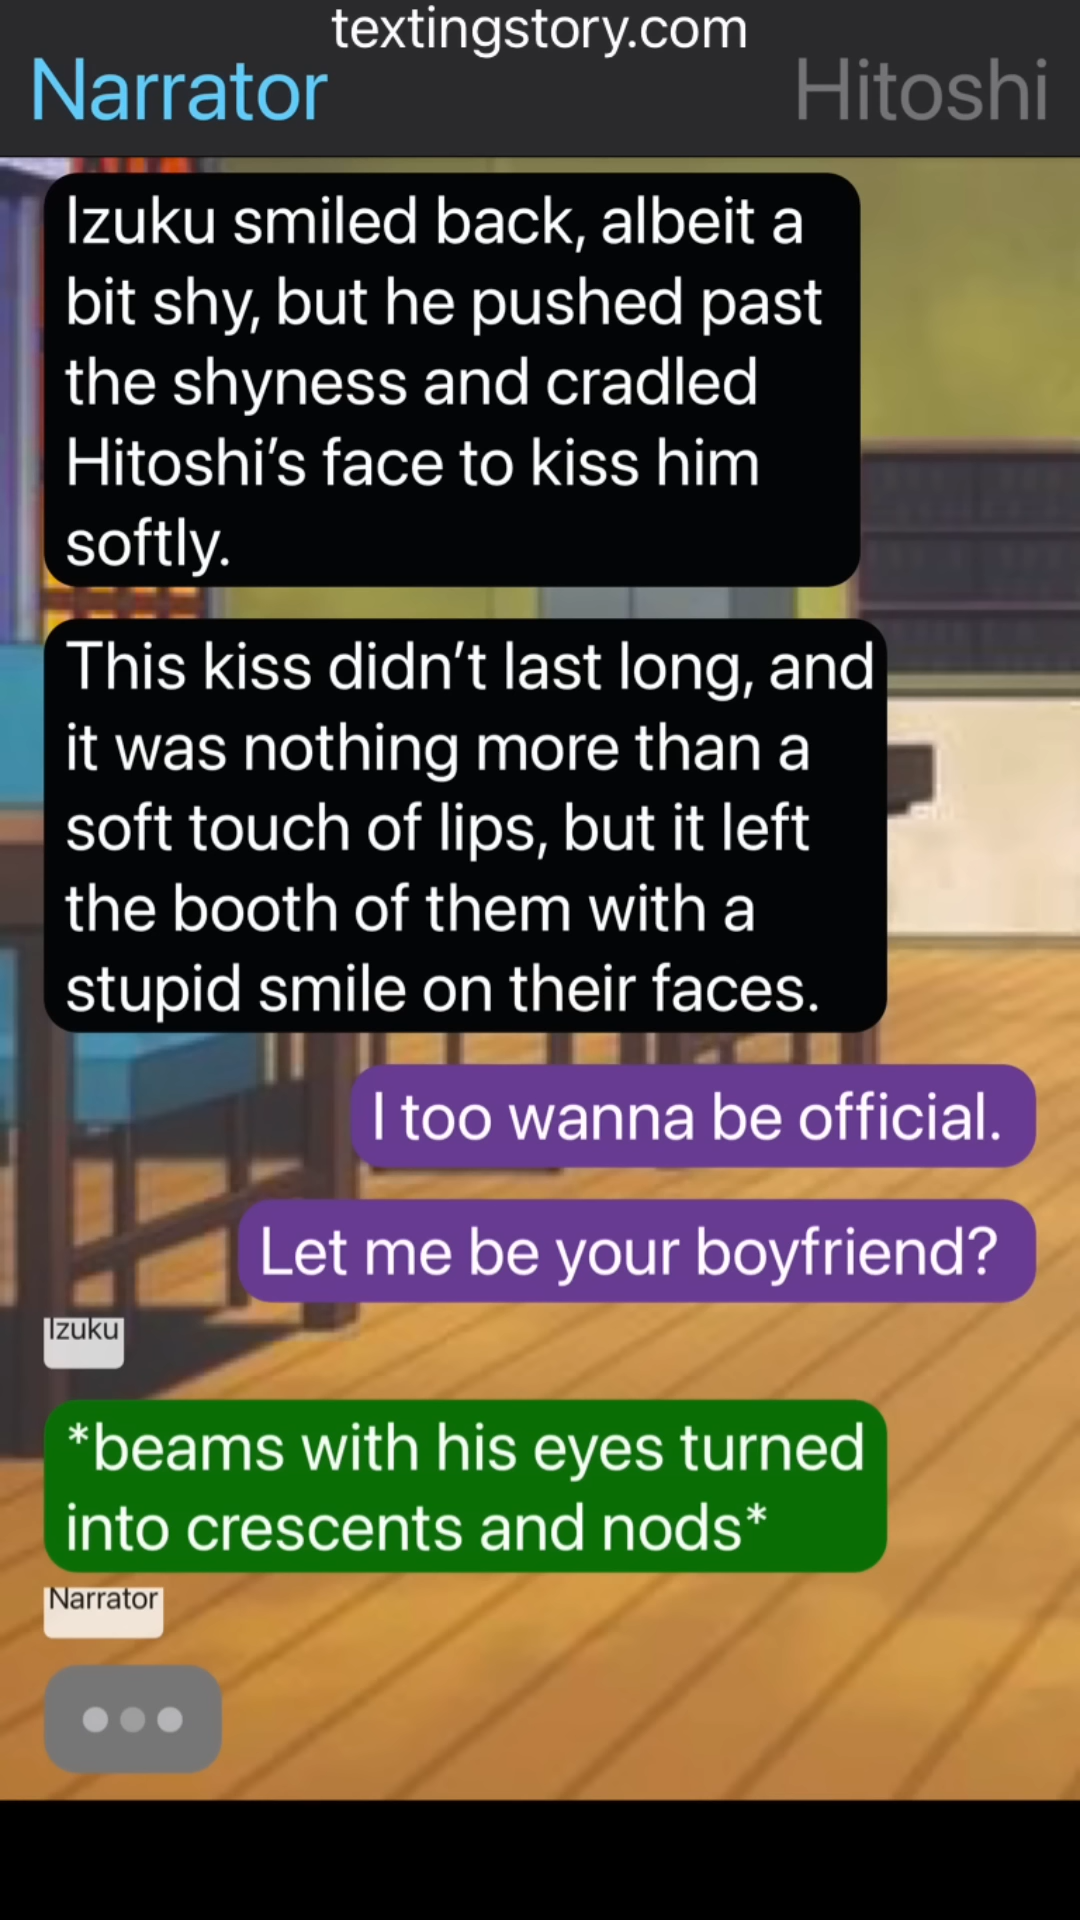 textingstory.com
Narrator
Hitoshi
Izuku smiled back, albeit a
bit shy, but he pushed past
the shyness and cradled
Hitoshi’s face to kiss him
softly.
This kiss didn’t last long, and
it was nothing more than a
soft touch of lips, but it left
the booth of them with a
stupid smile on their faces.
I too wanna be official.
Let me be your boyfriend?
Izuku
*beams with his eyes turned
into crescents and nods*
Narrator